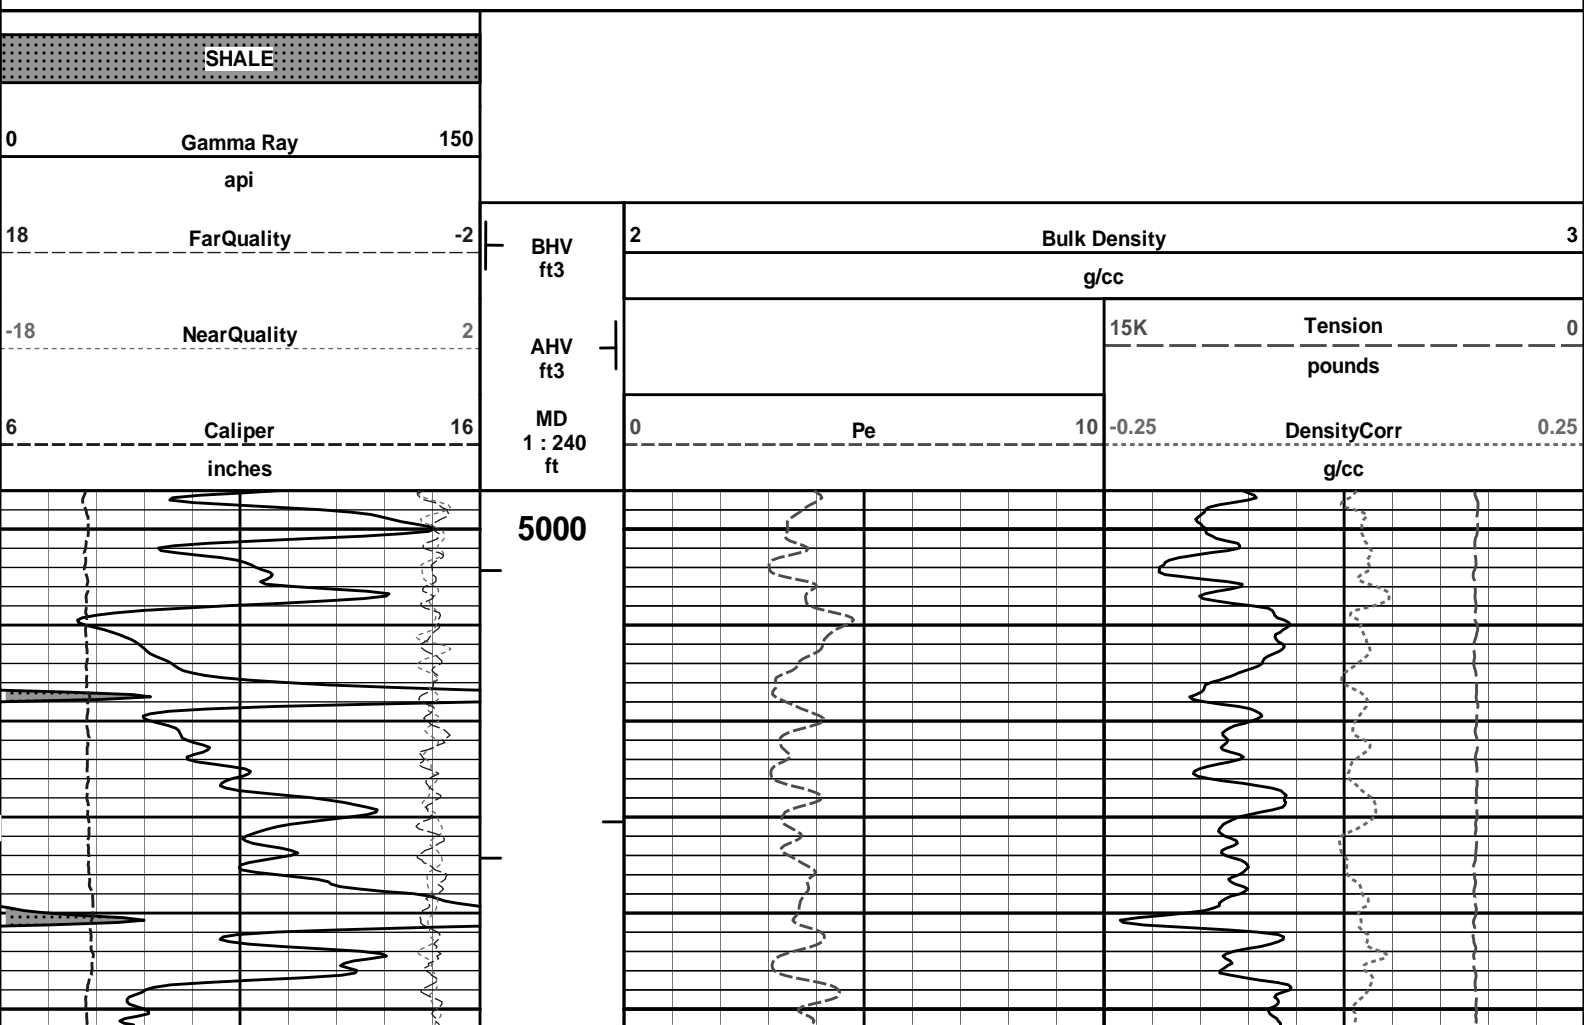 SHALE
0 Gamma Ray 150
api
18 FarQuality -2
-18 NearQuality 2
6 Caliper 16
inches
BHV
ft3
AHV
ft3
MD
1 : 240
ft
2 Bulk Density 3
g/cc
15K Tension 0
pounds
0 Pe 10
-0.25 DensityCorr 0.25
g/cc
5000